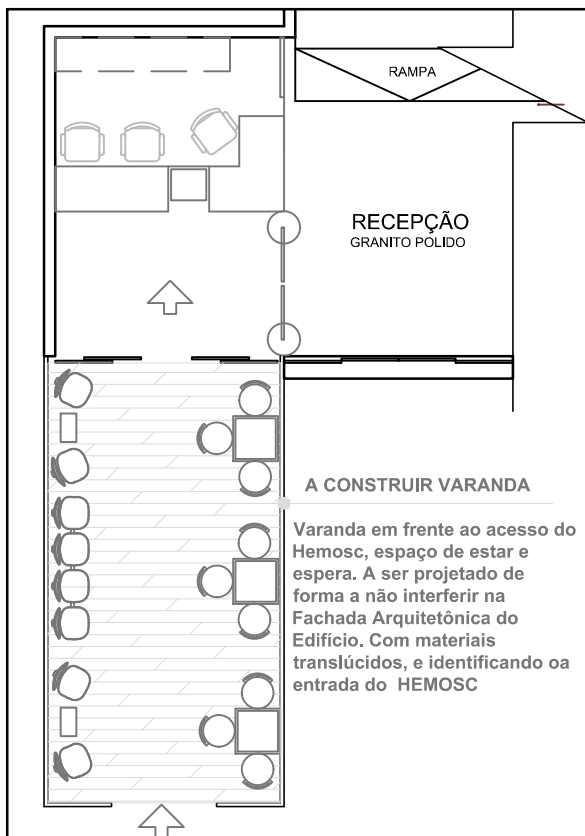 RAMPA
RECEPÇÃO
GRANITO POLIDO
A CONSTRUIR VARANDA
Varanda em frente ao acesso do
Hemosc, espaço de estar e
espera. A ser projetado de
forma a não interferir na
Fachada Arquitetônica do
Edifício. Com materiais
translúcidos, e identificando oa
entrada do HEMOSC